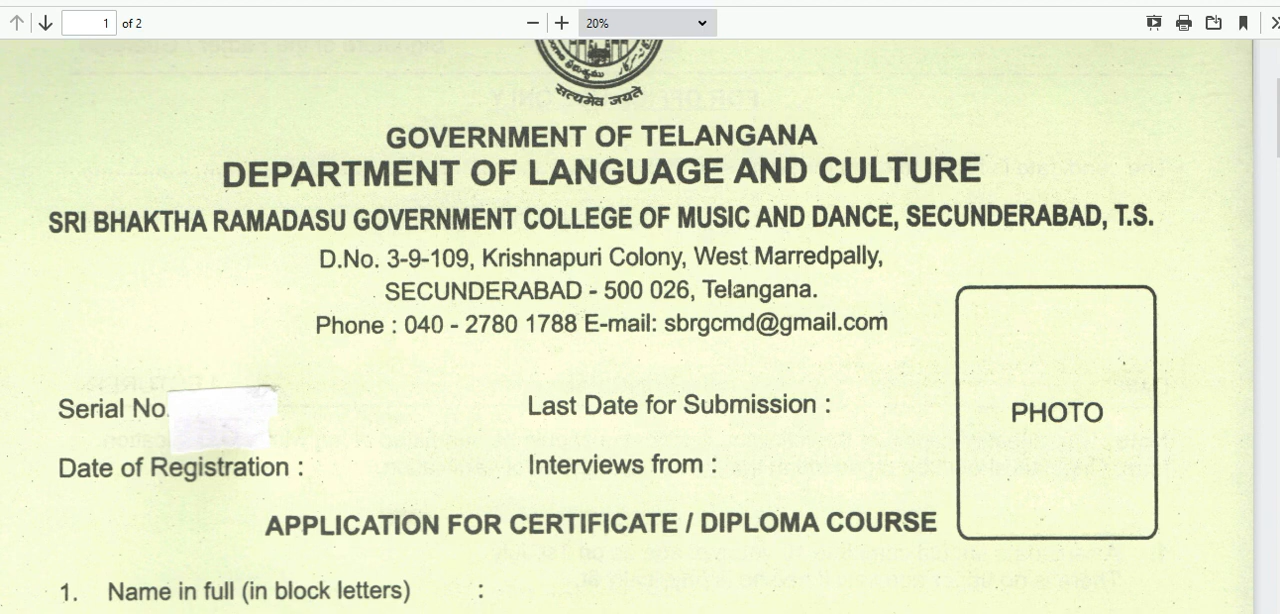 1 of 2
20%
सत्यमेव जयते
GOVERNMENT OF TELANGANA
DEPARTMENT OF LANGUAGE AND CULTURE
SRI BHAKTHA RAMADASU GOVERNMENT COLLEGE OF MUSIC AND DANCE, SECUNDERABAD, T.S.
D.No. 3-9-109, Krishnapuri Colony, West Marredpally,
SECUNDERABAD - 500 026, Telangana.
Phone : 040 - 2780 1788 E-mail: sbrgcmd@gmail.com
Serial No.
Last Date for Submission :
PHOTO
Date of Registration :
Interviews from :
APPLICATION FOR CERTIFICATE / DIPLOMA COURSE
1. Name in full (in block letters) :